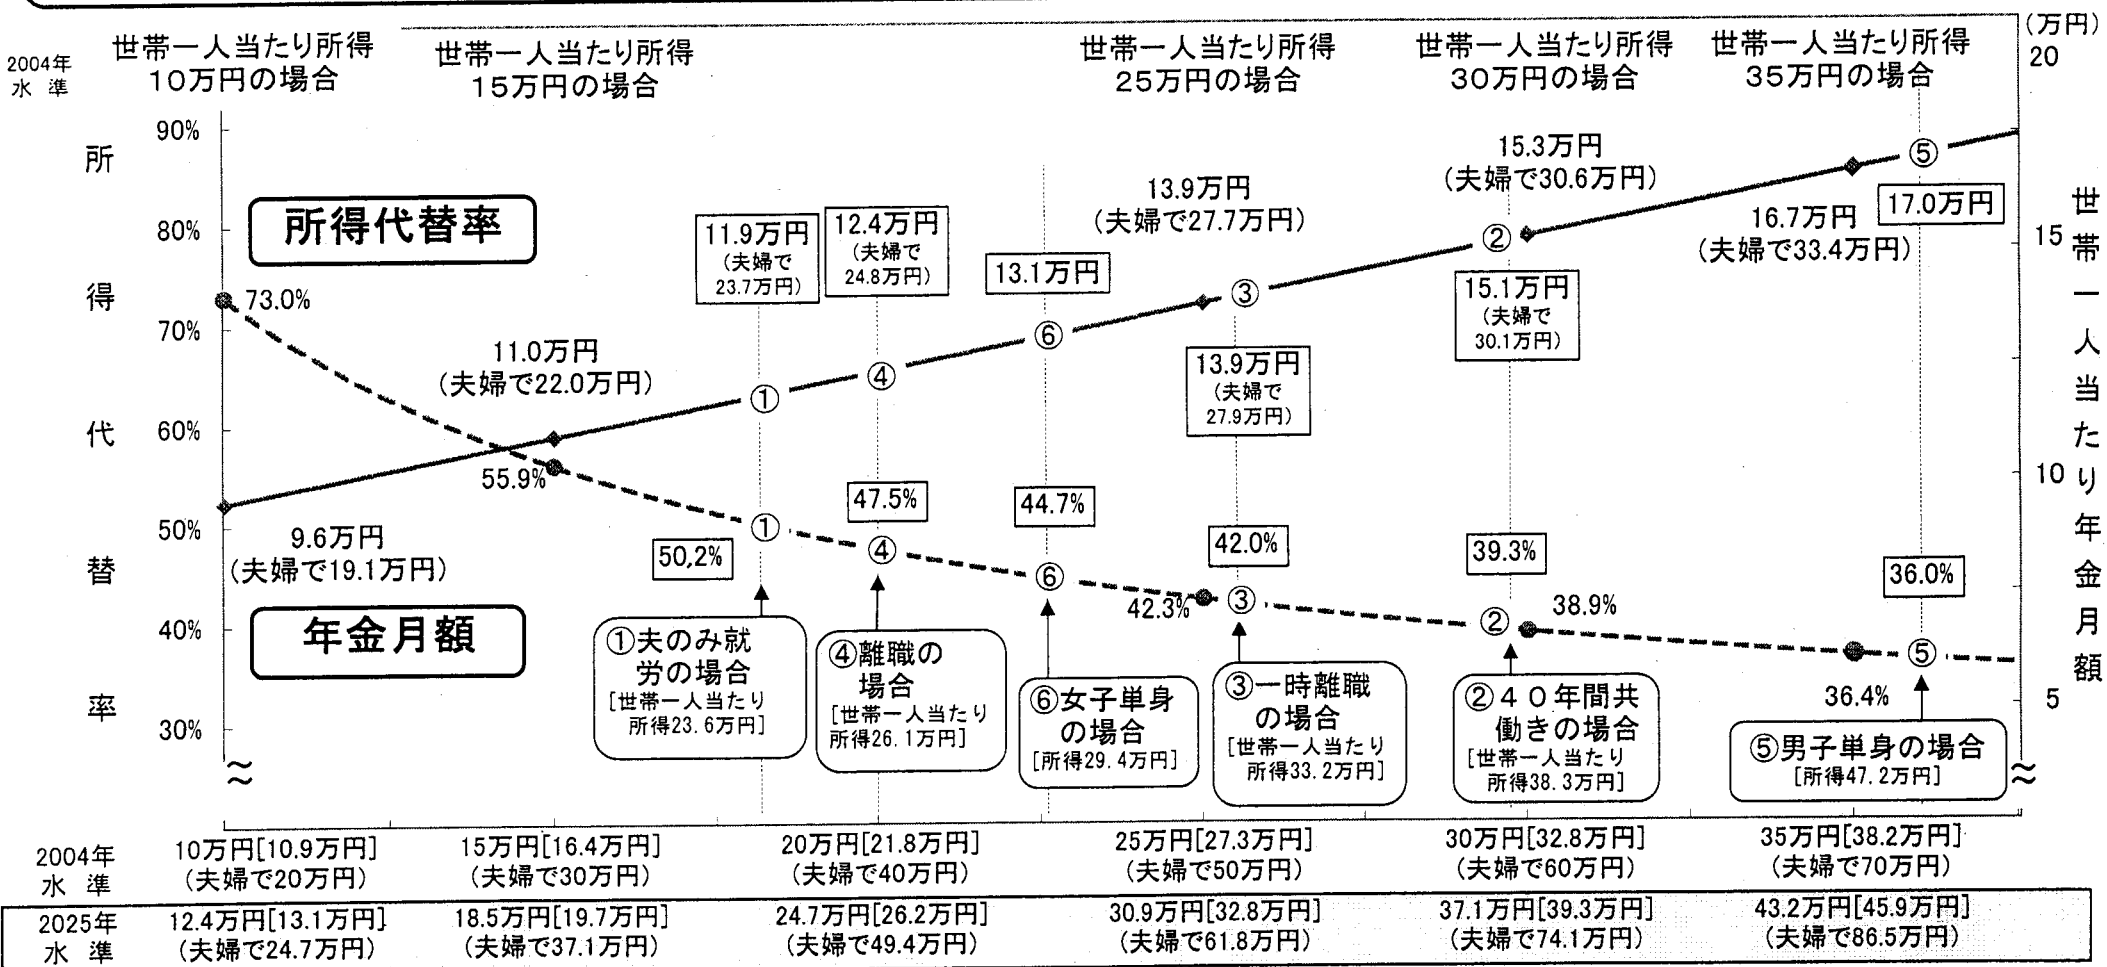 (万円)
2004年
水 準
世帯一人当たり所得
10万円の場合
世帯一人当たり所得
15万円の場合
世帯一人当たり所得
25万円の場合
世帯一人当たり所得
30万円の場合
世帯一人当たり所得
35万円の場合
20
15
10
5
90%
80%
70%
60%
50%
40%
30%
所得代替率
世帯一人当たり年金月額
所得代替率
年金月額
73.0%
9.6万円
(夫婦で19.1万円)
11.0万円
(夫婦で22.0万円)
55.9%
11.9万円
(夫婦で
23.7万円)
12.4万円
(夫婦で
24.8万円)
13.1万円
13.9万円
(夫婦で27.7万円)
13.9万円
(夫婦で
27.9万円)
15.3万円
(夫婦で30.6万円)
15.1万円
(夫婦で
30.1万円)
16.7万円
(夫婦で33.4万円)
17.0万円
①
④
⑥
③
②
⑤
50,2%
47.5%
44.7%
42.3%
42.0%
39.3%
38.9%
36.4%
36.0%
①
④
⑥
③
②
⑤
①夫のみ就
労の場合
[世帯一人当たり
所得23.6万円]
④離職の
場合
[世帯一人当たり
所得26.1万円]
⑥女子単身
の場合
[所得29.4万円]
③一時離職
の場合
[世帯一人当たり
所得33.2万円]
②40年間共
働きの場合
[世帯一人当たり
所得38.3万円]
⑤男子単身の場合
[所得47.2万円]
2004年
水 準
10万円[10.9万円]
(夫婦で20万円)
15万円[16.4万円]
(夫婦で30万円)
20万円[21.8万円]
(夫婦で40万円)
25万円[27.3万円]
(夫婦で50万円)
30万円[32.8万円]
(夫婦で60万円)
35万円[38.2万円]
(夫婦で70万円)
2025年
水 準
12.4万円[13.1万円]
(夫婦で24.7万円)
18.5万円[19.7万円]
(夫婦で37.1万円)
24.7万円[26.2万円]
(夫婦で49.4万円)
30.9万円[32.8万円]
(夫婦で61.8万円)
37.1万円[39.3万円]
(夫婦で74.1万円)
43.2万円[45.9万円]
(夫婦で86.5万円)